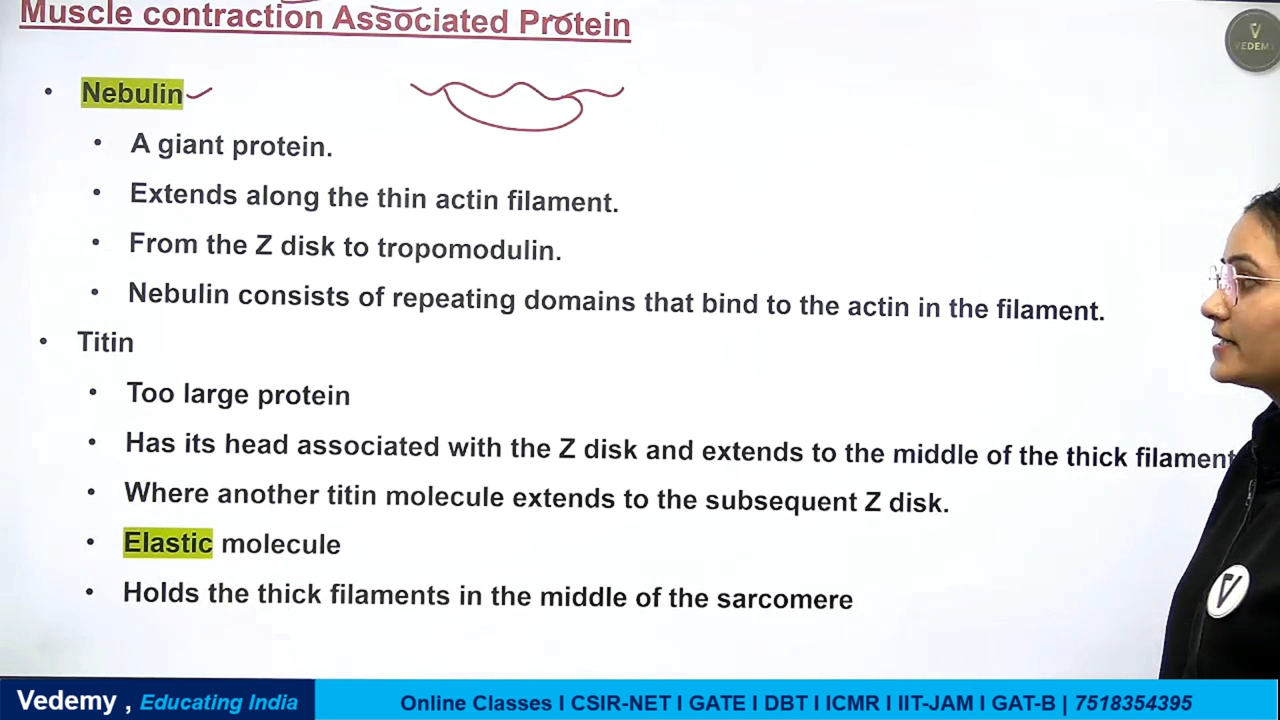 Muscle contraction Associated Protein
VEDEMY
• Nebulin
• A giant protein.
• Extends along the thin actin filament.
• From the Z disk to tropomodulin.
• Nebulin consists of repeating domains that bind to the actin in the filament.
• Titin
• Too large protein
• Has its head associated with the Z disk and extends to the middle of the thick filament
• Where another titin molecule extends to the subsequent Z disk.
• Elastic molecule
• Holds the thick filaments in the middle of the sarcomere
Vedemy , Educating India
Online Classes I CSIR-NET I GATE I DBT I ICMR I IIT-JAM I GAT-B | 7518354395